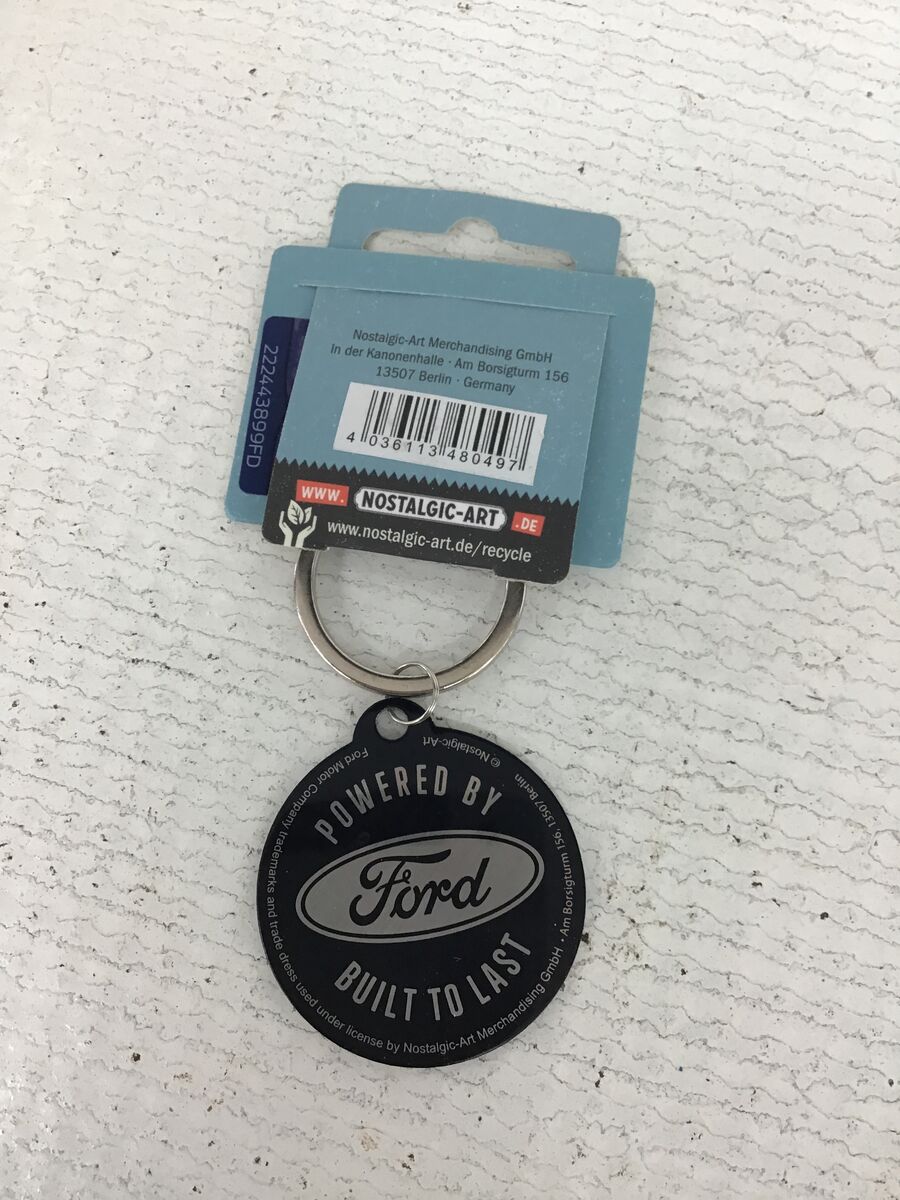 Nostalgic-Art Merchandising GmbH
In der Kanonenhalle · Am Borsigturm 156
13507 Berlin · Germany
4 036113 480497
222443899FD
WWW. NOSTALGIC-ART .DE
www.nostalgic-art.de/recycle
POWERED BY
Ford
BUILT TO LAST
Ford Motor Company trademarks and trade dress used under license by Nostalgic-Art Merchandising GmbH · Am Borsigturm 156, 13507 Berlin
© Nostalgic-Art